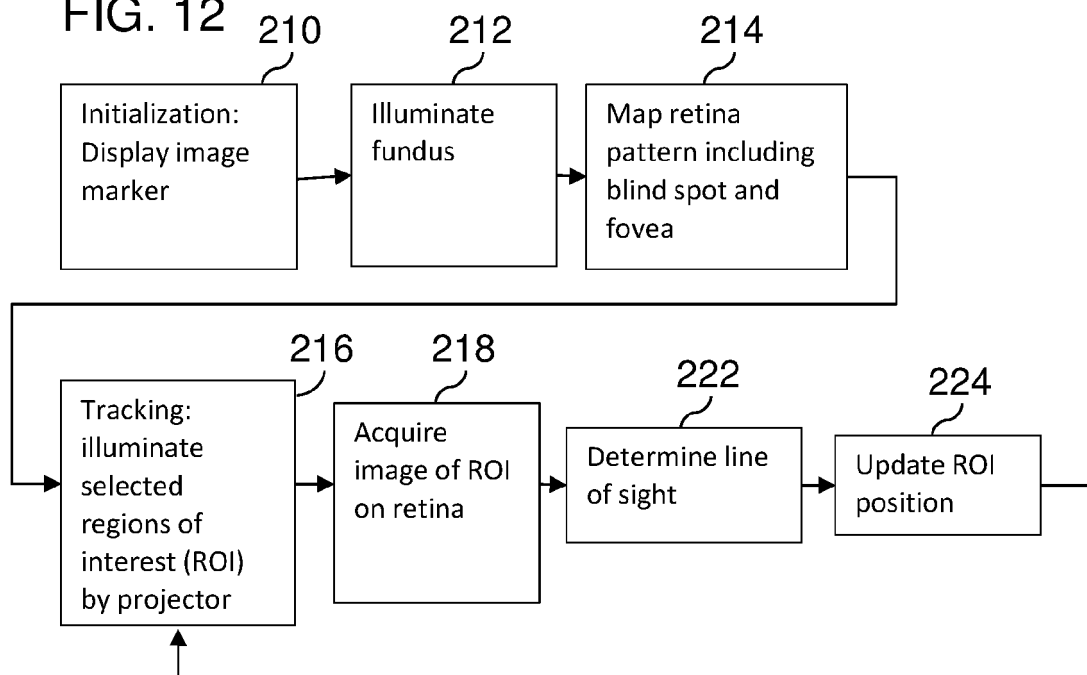 FIG. 12
210
212
214
Initialization:
Display image
marker
Illuminate
fundus
Map retina
pattern including
blind spot and
fovea
216
218
222
224
Tracking:
illuminate
selected
regions of
interest (ROI)
by projector
Acquire
image of ROI
on retina
Determine line
of sight
Update ROI
position